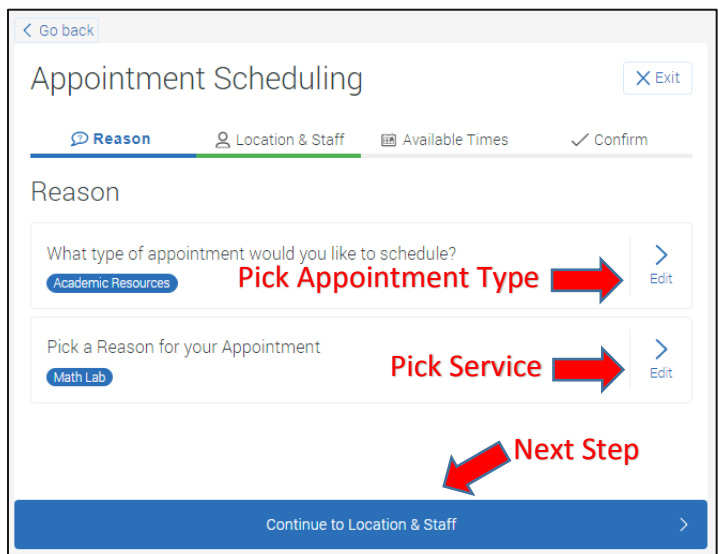 Go back
Appointment Scheduling
Exit
Reason
Location & Staff
Available Times
Confirm
Reason
What type of appointment would you like to schedule?
Academic Resources
Pick Appointment Type
Edit
Pick a Reason for your Appointment
Math Lab
Pick Service
Edit
Next Step
Continue to Location & Staff